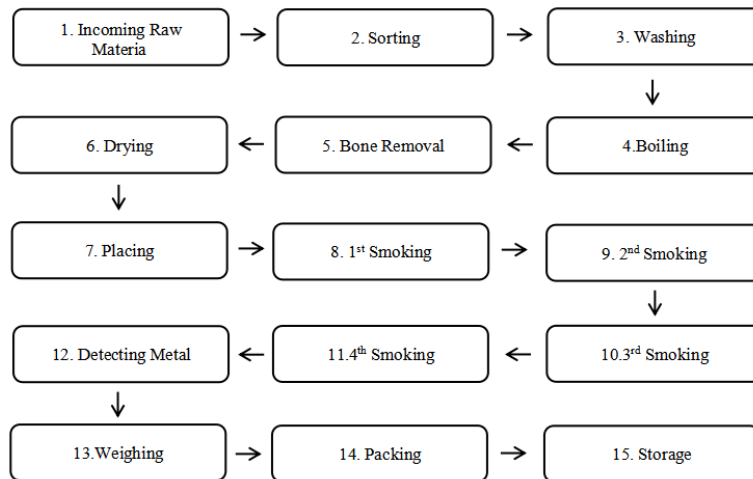 1. Incoming Raw
Materia
2. Sorting
3. Washing
6. Drying
5. Bone Removal
4.Boiling
7. Placing
8. 1st Smoking
9. 2nd Smoking
12. Detecting Metal
11.4th Smoking
10.3rd Smoking
13.Weighing
14. Packing
15. Storage